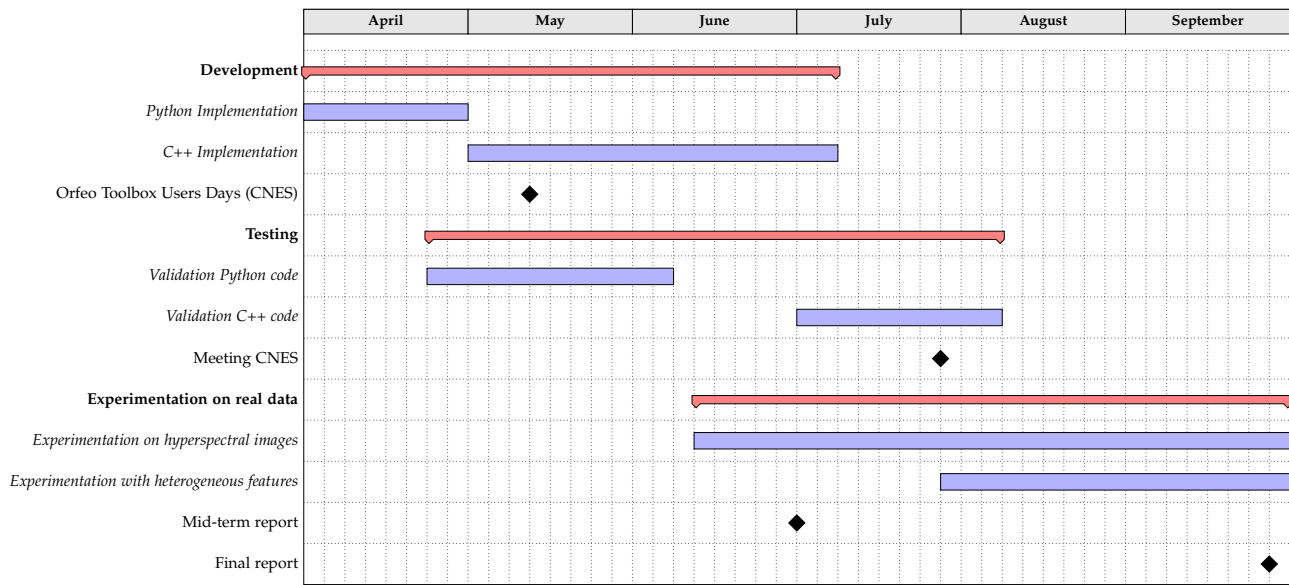 April May June July August September
Development
Python Implementation
C++ Implementation
Orfeo Toolbox Users Days (CNES)
Testing
Validation Python code
Validation C++ code
Meeting CNES
Experimentation on real data
Experimentation on hyperspectral images
Experimentation with heterogeneous features
Mid-term report
Final report